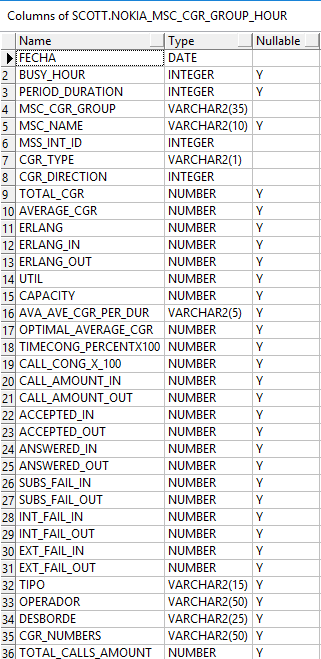 Columns of SCOTT.NOKIA_MSC_CGR_GROUP_HOUR
Name Type Nullable
FECHA DATE
2 BUSY_HOUR INTEGER Y
3 PERIOD_DURATION INTEGER Y
4 MSC_CGR_GROUP VARCHAR2(35)
5 MSC_NAME VARCHAR2(10) Y
6 MSS_INT_ID INTEGER
7 CGR_TYPE VARCHAR2(1)
8 CGR_DIRECTION INTEGER
9 TOTAL_CGR NUMBER Y
10 AVERAGE_CGR NUMBER Y
11 ERLANG NUMBER Y
12 ERLANG_IN NUMBER Y
13 ERLANG_OUT NUMBER Y
14 UTIL NUMBER Y
15 CAPACITY NUMBER Y
16 AVA_AVE_CGR_PER_DUR VARCHAR2(5) Y
17 OPTIMAL_AVERAGE_CGR NUMBER Y
18 TIMECONG_PERCENTX100 NUMBER Y
19 CALL_CONG_X_100 NUMBER Y
20 CALL_AMOUNT_IN NUMBER Y
21 CALL_AMOUNT_OUT NUMBER Y
22 ACCEPTED_IN NUMBER Y
23 ACCEPTED_OUT NUMBER Y
24 ANSWERED_IN NUMBER Y
25 ANSWERED_OUT NUMBER Y
26 SUBS_FAIL_IN NUMBER Y
27 SUBS_FAIL_OUT NUMBER Y
28 INT_FAIL_IN NUMBER Y
29 INT_FAIL_OUT NUMBER Y
30 EXT_FAIL_IN NUMBER Y
31 EXT_FAIL_OUT NUMBER Y
32 TIPO VARCHAR2(15) Y
33 OPERADOR VARCHAR2(50) Y
34 DESBORDE VARCHAR2(25) Y
35 CGR_NUMBERS VARCHAR2(50) Y
36 TOTAL_CALLS_AMOUNT NUMBER Y